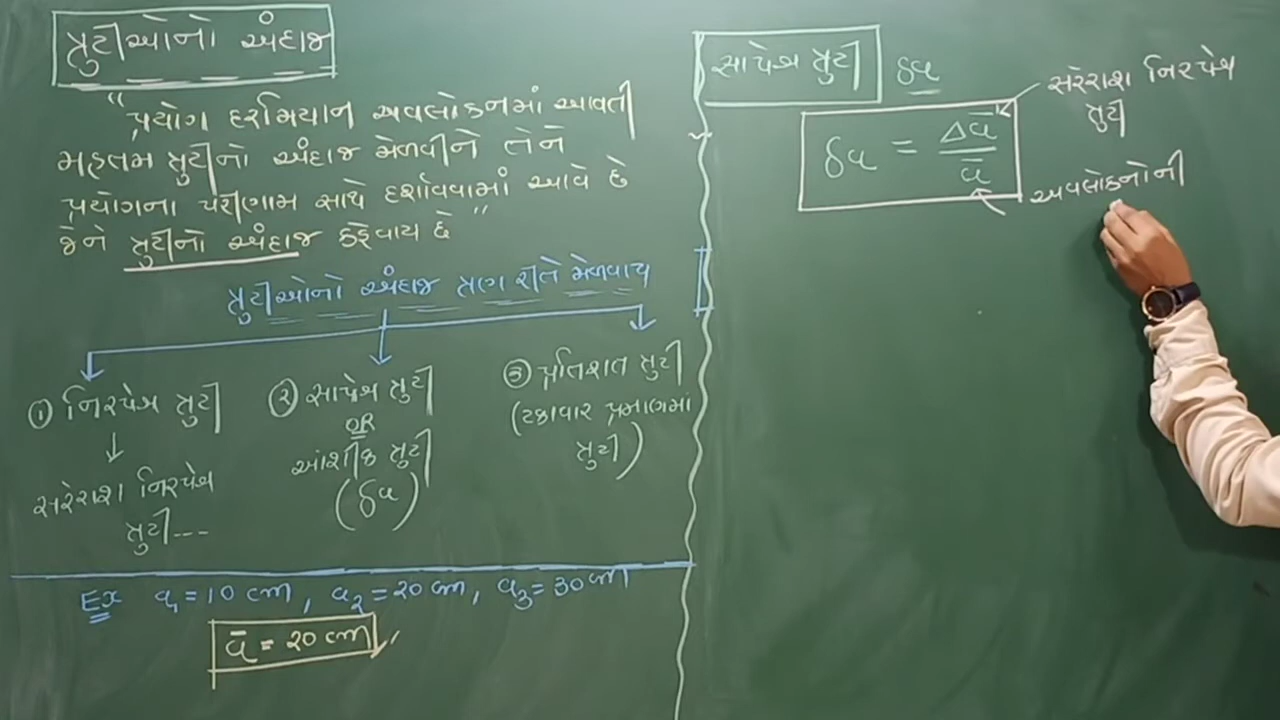 ત્રુટીઓનો અંદાજ
"પ્રયોગ દરમિયાન અવલોકનમાં આવતી
મહતમ ત્રુટીનો અંદાજ મેળવીને તેને
પ્રયોગના પરીણામ સાથે દર્શાવવામાં આવે છે
જેને ત્રુટીનો અંદાજ કહેવાય છે"
ત્રુટીઓનો અંદાજ ત્રણ રીતે મેળવાય
① નિરપેક્ષ ત્રુટી
↓
સરેરાશ નિરપેક્ષ
ત્રુટી---
② સાપેક્ષ ત્રુટી
OR
આંશીક ત્રુટી
(δa)
③ પ્રતિશત ત્રુટી
(ટકાવાર પ્રમાણમા
ત્રુટી)
Ex a₁ = 10 cm, a₂ = 20 cm, a₃ = 30 cm
ā = 20 cm
સાપેક્ષ ત્રુટી δa
δa = Δā / ā
સરેરાશ નિરપેક્ષ
ત્રુટી
અવલોકનોની